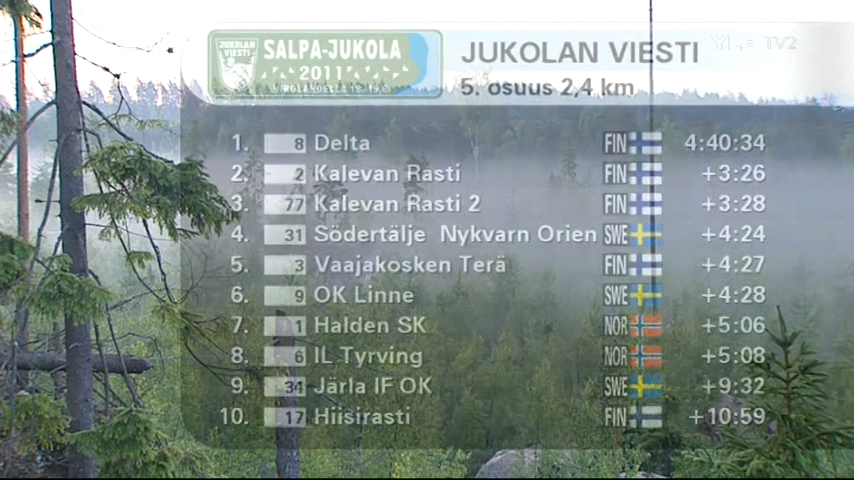 JUKOLAN VIESTI
SALPA-JUKOLA
2011
JUKOLAN VIESTI
YLE TV2
5. osuus 2,4 km
1. 8 Delta FIN 4:40:34
2. 2 Kalevan Rasti FIN +3:26
3. 77 Kalevan Rasti 2 FIN +3:28
4. 31 Södertälje Nykvarn Orien SWE +4:24
5. 3 Vaajakosken Terä FIN +4:27
6. 9 OK Linne SWE +4:28
7. 1 Halden SK NOR +5:06
8. 6 IL Tyrving NOR +5:08
9. 34 Järla IF OK SWE +9:32
10. 17 Hiisirasti FIN +10:59